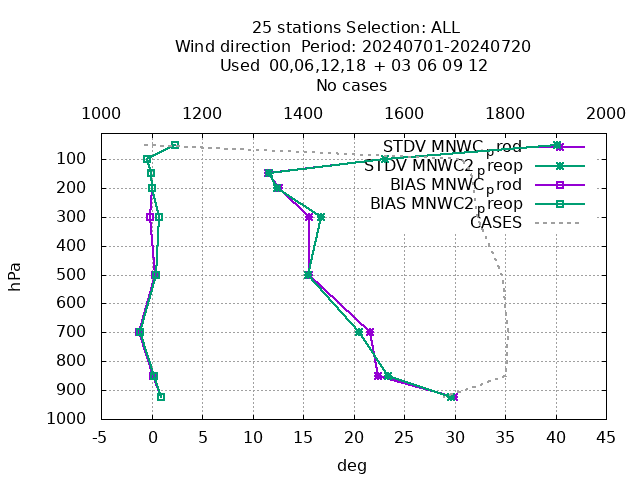 25 stations Selection: ALL
Wind direction  Period: 20240701-20240720
Used  00,06,12,18 + 03 06 09 12
No cases
1000 1200 1400 1600 1800 2000
STDV MNWC_prod
100
STDV MNWC2_preop
200
BIAS MNWC_prod
300
BIAS MNWC2_preop
CASES
400
500
600
700
800
900
1000
hPa
-5 0 5 10 15 20 25 30 35 40 45
deg